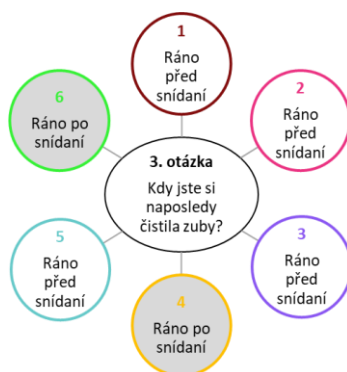 1
Ráno
před
snídaní
2
Ráno
před
snídaní
3
Ráno
před
snídaní
4
Ráno po
snídaní
5
Ráno
před
snídaní
6
Ráno po
snídaní
3. otázka
Kdy jste si
naposledy
čistila zuby?